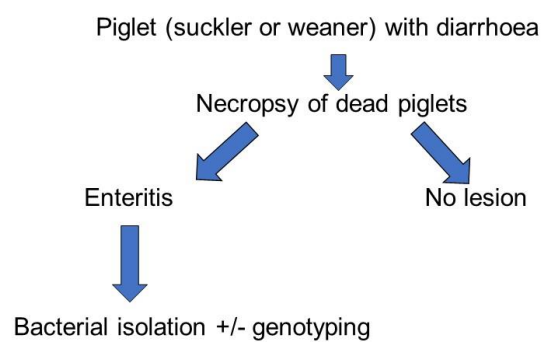 Piglet (suckler or weaner) with diarrhoea
Necropsy of dead piglets
Enteritis
No lesion
Bacterial isolation +/- genotyping